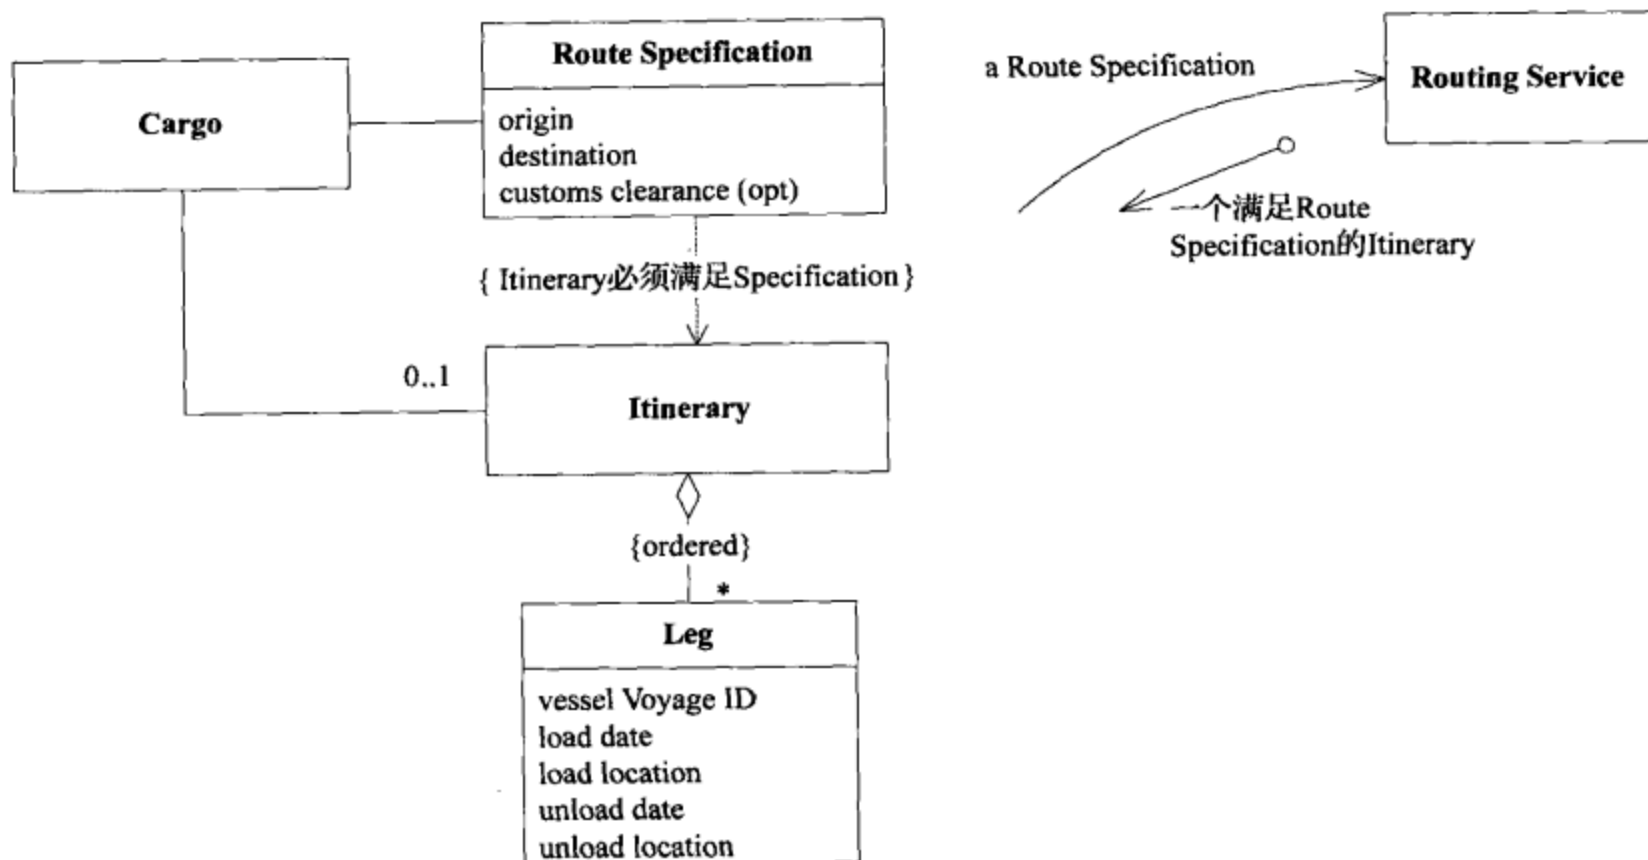 Cargo
Route Specification
origin
destination
customs clearance (opt)
a Route Specification
Routing Service
一个满足Route
Specification的Itinerary
{ Itinerary必须满足Specification }
0..1
Itinerary
{ordered}
*
Leg
vessel Voyage ID
load date
load location
unload date
unload location